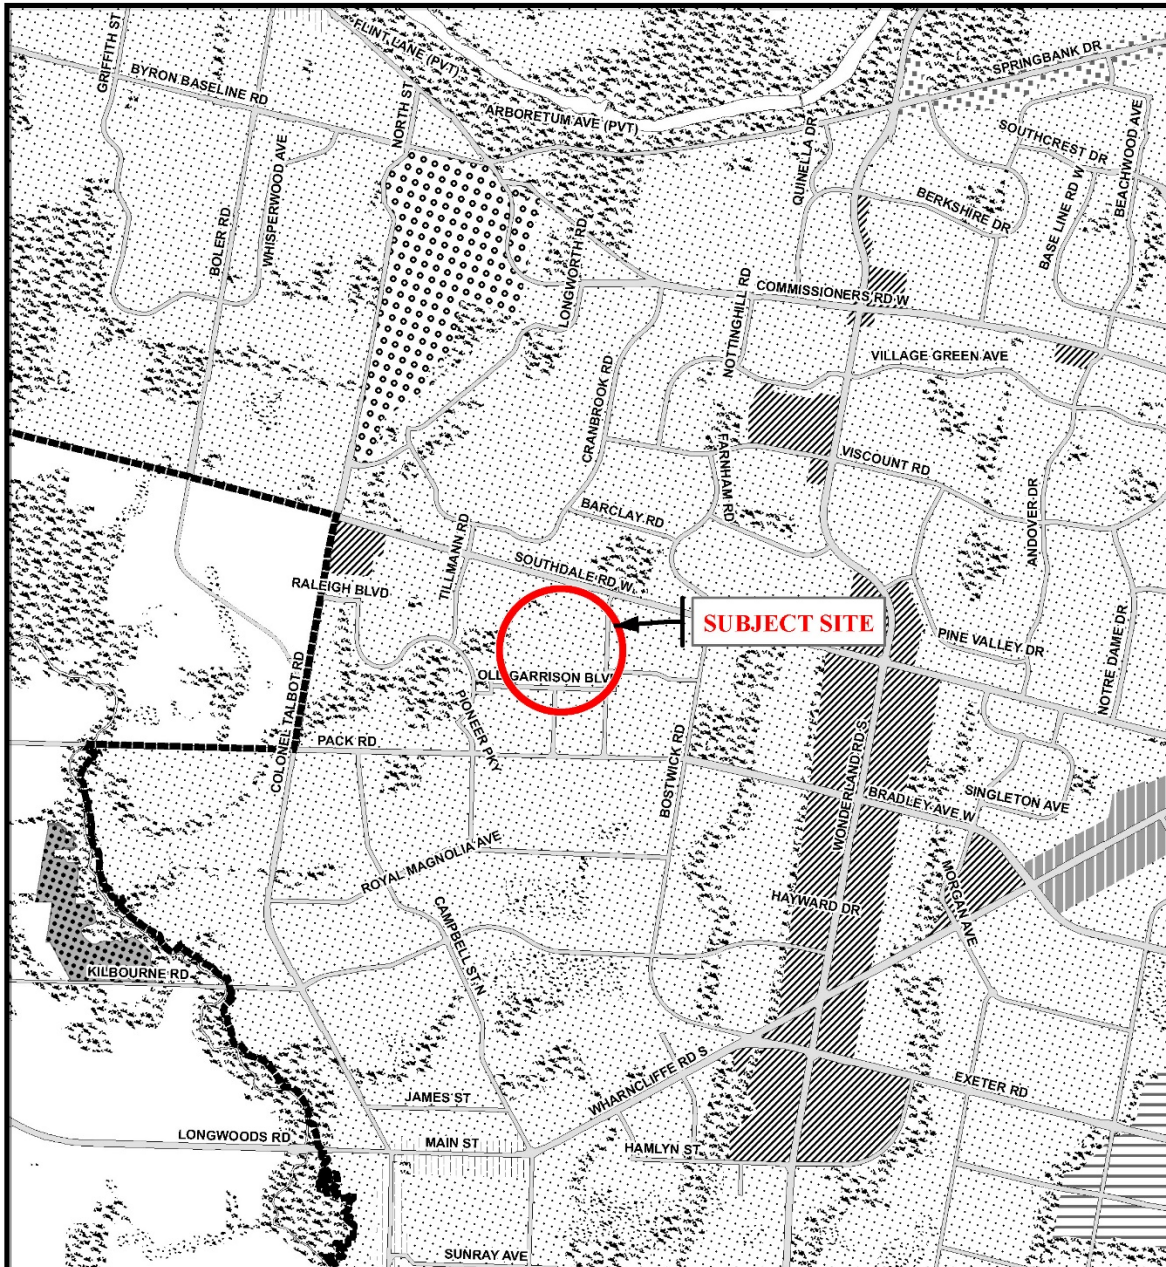 GRIFFITH ST
FLINT LANE (PVT)
BYRON BASELINE RD
NORTH ST
ARBORETUM AVE (PVT)
SPRINGBANK DR
QUINELLA DR
SOUTHCREST DR
BERKSHIRE DR
BASE LINE RD W
BEACHWOOD AVE
WHISPERWOOD AVE
BOLER RD
LONGWORTH RD
COMMISSIONERS RD W
NOTTINGHILL RD
VILLAGE GREEN AVE
CRANBROOK RD
FARNHAM RD
VISCOUNT RD
ANDOVER DR
BARCLAY RD
TILLMANN RD
SOUTHDALE RD W
RALEIGH BLVD
SUBJECT SITE
PINE VALLEY DR
NOTRE DAME DR
COLONEL TALBOT RD
PIONEER PKY
GARRISON BLV
PACK RD
BOSTWICK RD
WONDERLAND RD S
BRADLEY AVE W
SINGLETON AVE
ROYAL MAGNOLIA AVE
CAMPBELL ST N
HAYWARD DR
MORGAN AVE
KILBOURNE RD
WHARNCLIFFE RD S
EXETER RD
JAMES ST
LONGWOODS RD
MAIN ST
HAMLYN ST
SUNRAY AVE